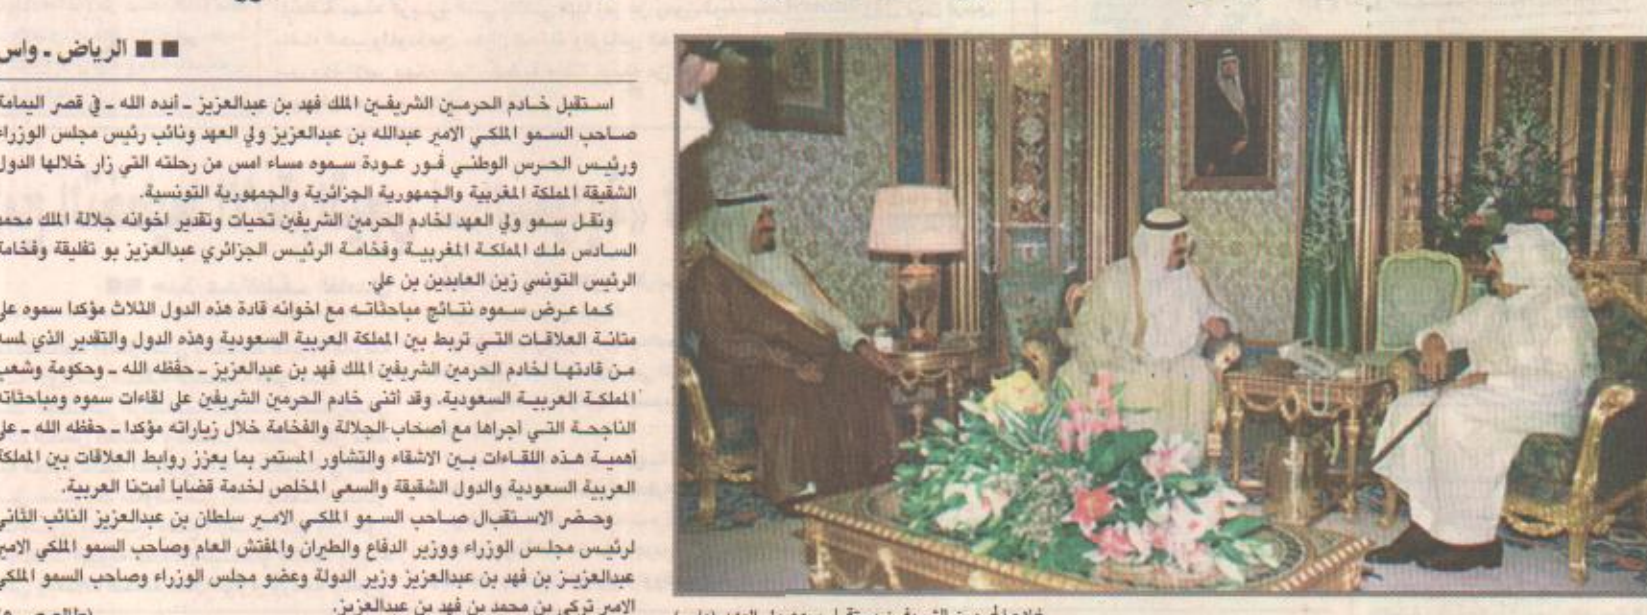 ■ ■ الرياض ـ واس
استقبل خادم الحرمين الشريفين الملك فهد بن عبدالعزيز ـ أيده الله ـ في قصر اليمامة
صاحب السمو الملكي الامير عبدالله بن عبدالعزيز ولي العهد ونائب رئيس مجلس الوزراء
ورئيس الحرس الوطني فور عودة سموه مساء امس من رحلته التي زار خلالها الدول
الشقيقة المملكة المغربية والجمهورية الجزائرية والجمهورية التونسية.
ونقل سمو ولي العهد لخادم الحرمين الشريفين تحيات وتقدير اخوانه جلالة الملك محمد
السادس ملك المملكة المغربية وفخامة الرئيس الجزائري عبدالعزيز بو تفليقة وفخامة
الرئيس التونسي زين العابدين بن علي.
كما عرض سموه نتائج مباحثاته مع اخوانه قادة هذه الدول الثلاث مؤكدا سموه على
متانة العلاقات التي تربط بين المملكة العربية السعودية وهذه الدول والتقدير الذي لمسه
من قادتها لخادم الحرمين الشريفين الملك فهد بن عبدالعزيز ـ حفظه الله ـ وحكومة وشعب
المملكة العربية السعودية. وقد أثنى خادم الحرمين الشريفين على لقاءات سموه ومباحثاته
الناجحة التي أجراها مع أصحاب الجلالة والفخامة خلال زياراته مؤكدا ـ حفظه الله ـ على
أهمية هذه اللقاءات بين الاشقاء والتشاور المستمر بما يعزز روابط العلاقات بين المملكة
العربية السعودية والدول الشقيقة والسعي المخلص لخدمة قضايا أمتنا العربية.
وحضر الاستقبال صاحب السمو الملكي الامير سلطان بن عبدالعزيز النائب الثاني
لرئيس مجلس الوزراء ووزير الدفاع والطيران والمفتش العام وصاحب السمو الملكي الامير
عبدالعزيز بن فهد بن عبدالعزيز وزير الدولة وعضو مجلس الوزراء وصاحب السمو الملكي
الامير تركي بن محمد بن فهد بن عبدالعزيز.